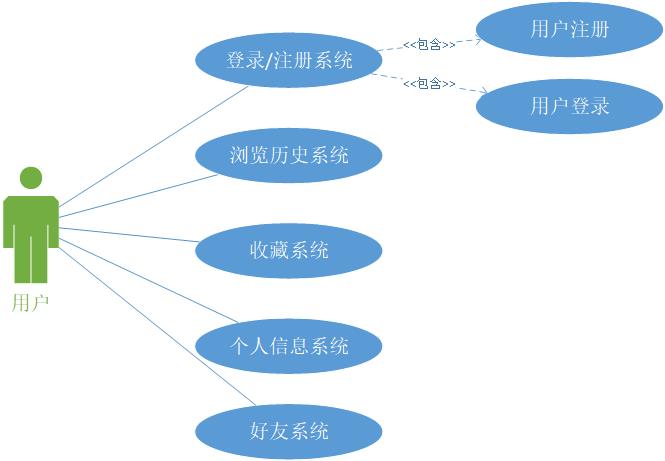 用户注册
登录/注册系统
<<包含>>
<<包含>>
用户登录
浏览历史系统
收藏系统
用户
个人信息系统
好友系统